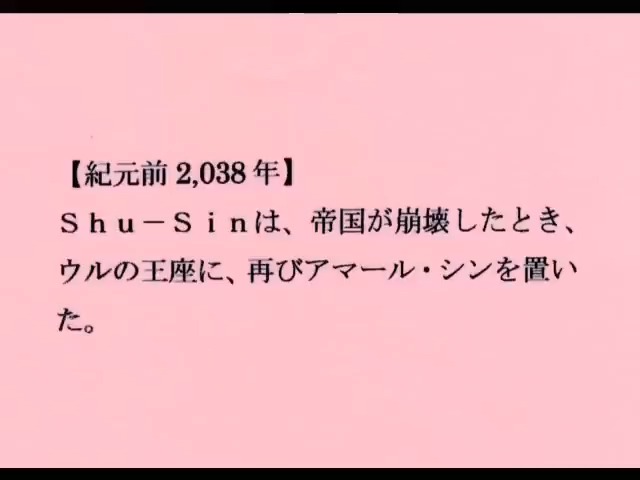 【紀元前 2,038 年】
Ｓｈｕ－Ｓｉｎは、帝国が崩壊したとき、
ウルの王座に、再びアマール・シンを置い
た。